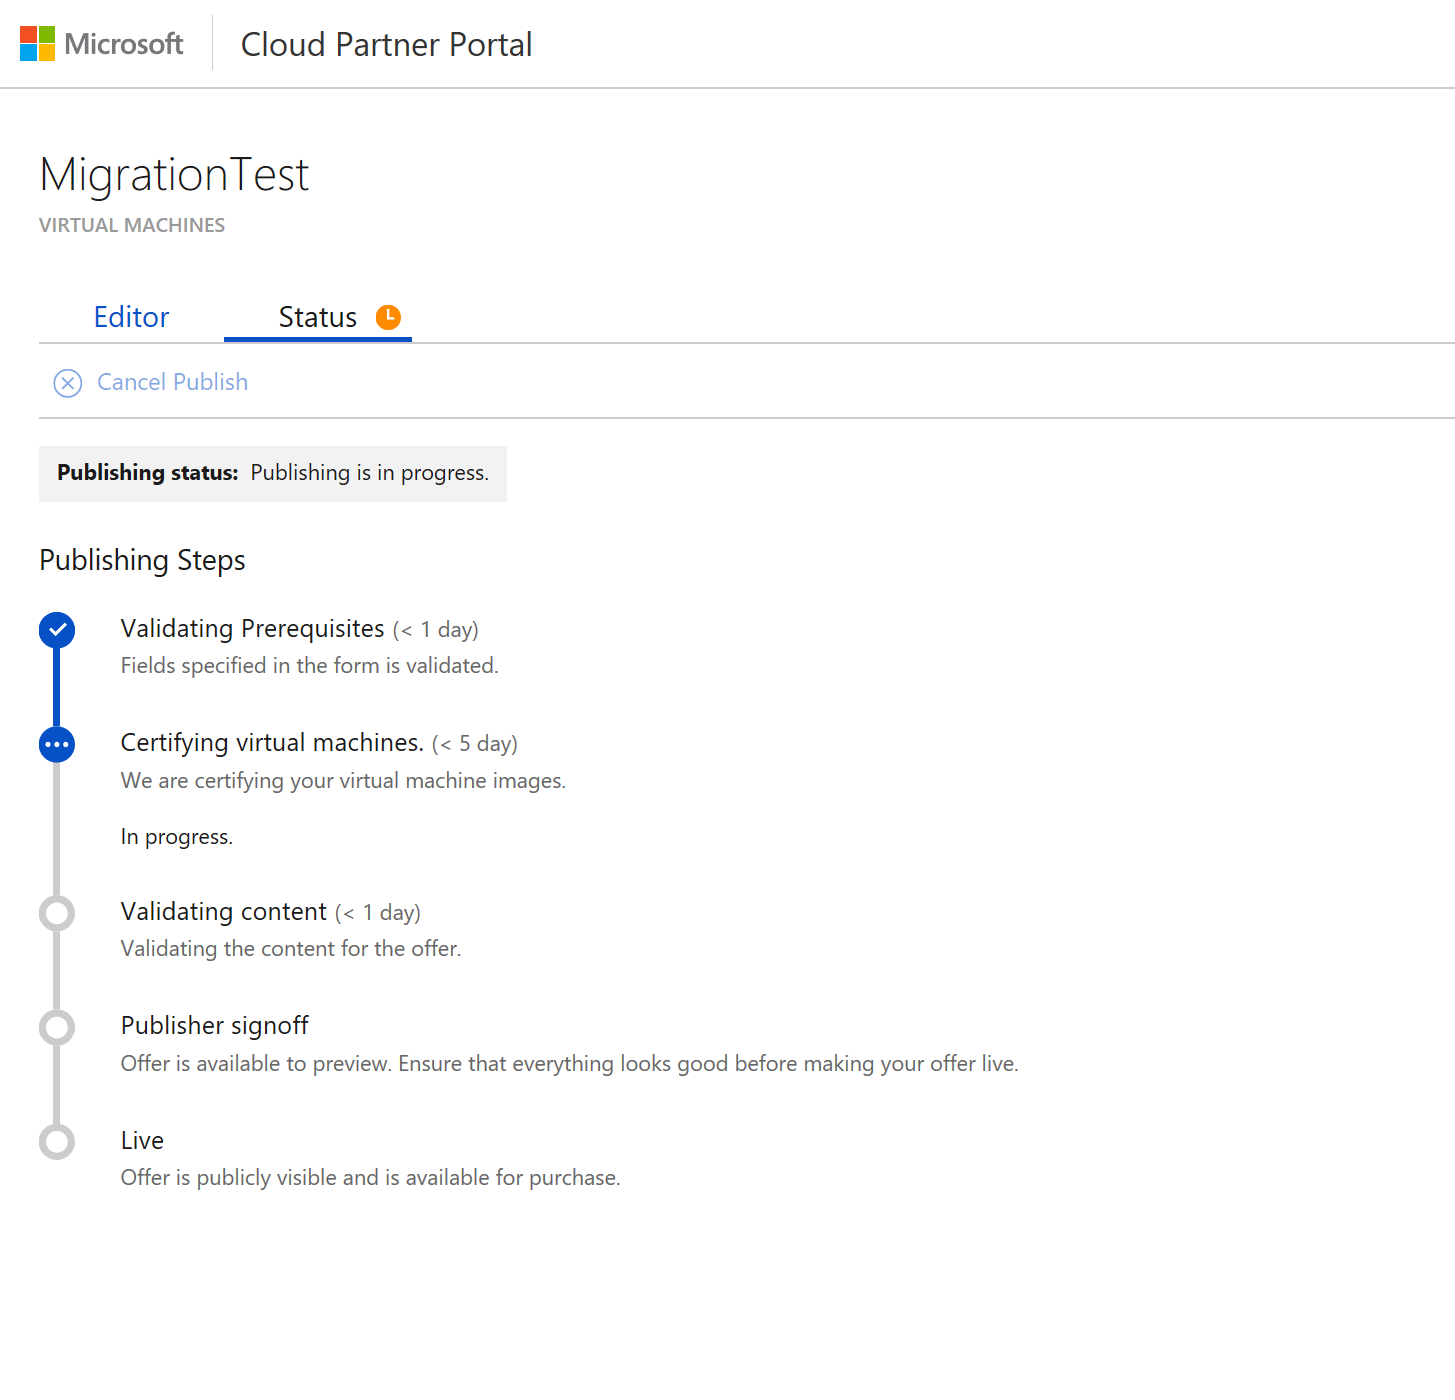 Microsoft Cloud Partner Portal
MigrationTest
VIRTUAL MACHINES
Editor Status
Cancel Publish
Publishing status: Publishing is in progress.
Publishing Steps
Validating Prerequisites (< 1 day)
Fields specified in the form is validated.
Certifying virtual machines. (< 5 day)
We are certifying your virtual machine images.
In progress.
Validating content (< 1 day)
Validating the content for the offer.
Publisher signoff
Offer is available to preview. Ensure that everything looks good before making your offer live.
Live
Offer is publicly visible and is available for purchase.